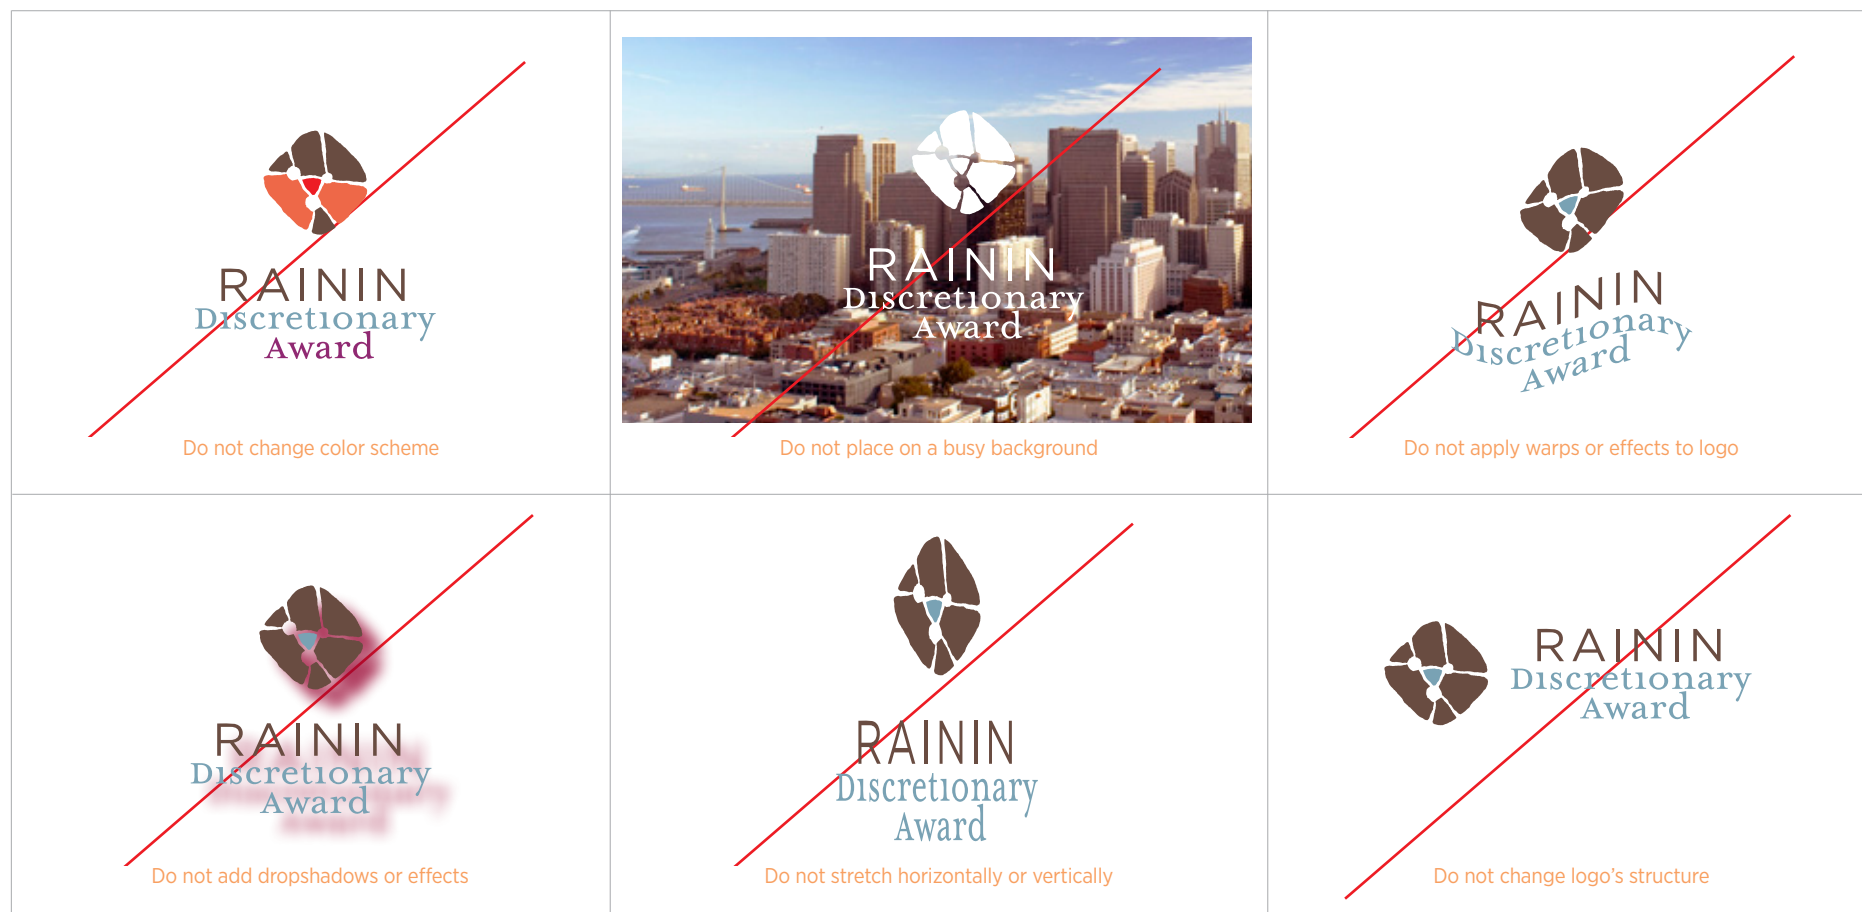 RAININ
Discretionary
Award
Do not change color scheme
RAININ
Discretionary
Award
Do not place on a busy background
RAININ
Discretionary
Award
Do not apply warps or effects to logo
RAININ
Discretionary
Award
Do not add dropshadows or effects
RAININ
Discretionary
Award
Do not stretch horizontally or vertically
RAININ
Discretionary
Award
Do not change logo’s structure